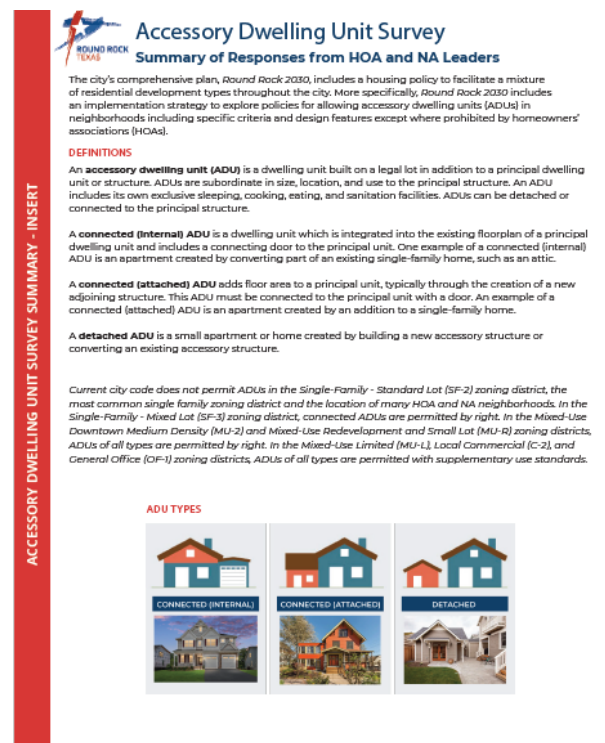 Accessory Dwelling Unit Survey
ROUND ROCK
TEXAS
Summary of Responses from HOA and NA Leaders
The city's comprehensive plan, Round Rock 2030, includes a housing policy to facilitate a mixture
of residential development types throughout the city. More specifically, Round Rock 2030 includes
an implementation strategy to explore policies for allowing accessory dwelling units (ADUs) in
neighborhoods including specific criteria and design features except where prohibited by homeowners'
associations (HOAs).
DEFINITIONS
An accessory dwelling unit (ADU) is a dwelling unit built on a legal lot in addition to a principal dwelling
unit or structure. ADUs are subordinate in size, location, and use to the principal structure. An ADU
includes its own exclusive sleeping, cooking, eating, and sanitation facilities. ADUs can be detached or
connected to the principal structure.
A connected (internal) ADU is a dwelling unit which is integrated into the existing floorplan of a principal
dwelling unit and includes a connecting door to the principal unit. One example of a connected (internal)
ADU is an apartment created by converting part of an existing single-family home, such as an attic.
A connected (attached) ADU adds floor area to a principal unit, typically through the creation of a new
adjoining structure. This ADU must be connected to the principal unit with a door. An example of a
connected (attached) ADU is an apartment created by an addition to a single-family home.
A detached ADU is a small apartment or home created by building a new accessory structure or
converting an existing accessory structure.
Current city code does not permit ADUs in the Single-Family - Standard Lot (SF-2) zoning district, the
most common single family zoning district and the location of many HOA and NA neighborhoods. In the
Single-Family - Mixed Lot (SF-3) zoning district, connected ADUs are permitted by right. In the Mixed-Use
Downtown Medium Density (MU-2) and Mixed-Use Redevelopment and Small Lot (MU-R) zoning districts,
ADUs of all types are permitted by right. In the Mixed-Use Limited (MU-L), Local Commercial (C-2), and
General Office (OF-1) zoning districts, ADUs of all types are permitted with supplementary use standards.
ADU TYPES
CONNECTED (INTERNAL)
CONNECTED (ATTACHED)
DETACHED
ACCESSORY DWELLING UNIT SURVEY SUMMARY - INSERT